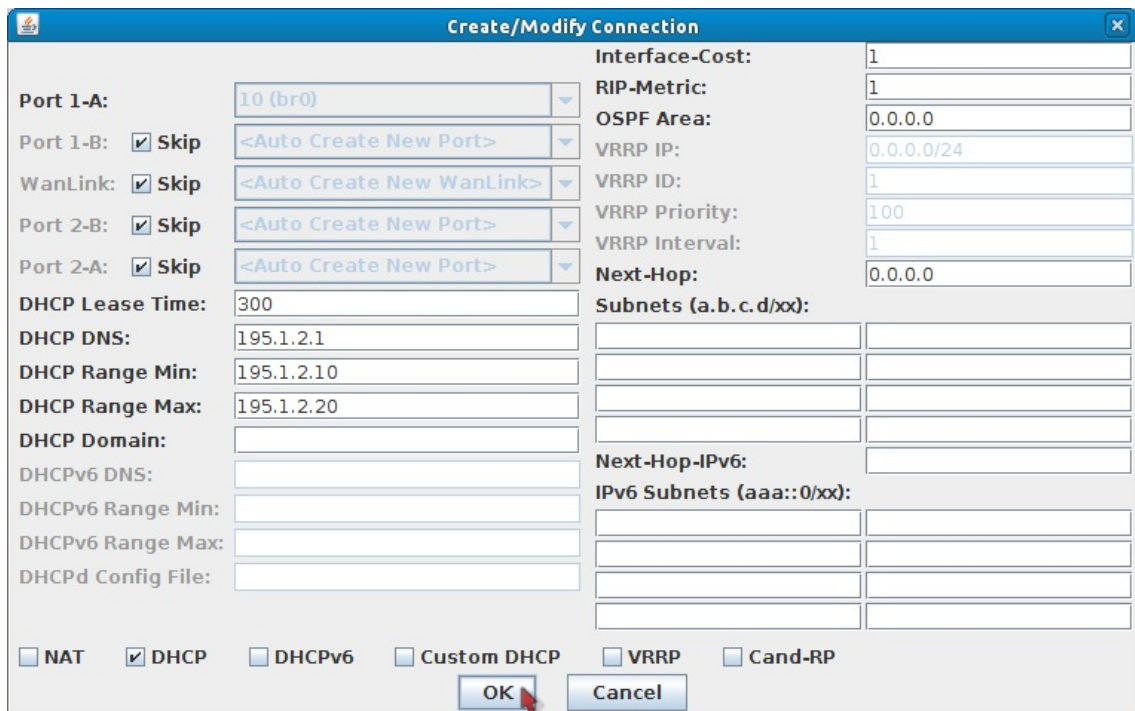 Create/Modify Connection
Port 1-A: 10 (br0)
Port 1-B: Skip <Auto Create New Port>
WanLink: Skip <Auto Create New WanLink>
Port 2-B: Skip <Auto Create New Port>
Port 2-A: Skip <Auto Create New Port>
DHCP Lease Time: 300
DHCP DNS: 195.1.2.1
DHCP Range Min: 195.1.2.10
DHCP Range Max: 195.1.2.20
DHCP Domain:
DHCPv6 DNS:
DHCPv6 Range Min:
DHCPv6 Range Max:
DHCPd Config File:
Interface-Cost: 1
RIP-Metric: 1
OSPF Area: 0.0.0.0
VRRP IP: 0.0.0.0/24
VRRP ID: 1
VRRP Priority: 100
VRRP Interval: 1
Next-Hop: 0.0.0.0
Subnets (a.b.c.d/xx):
Next-Hop-IPv6:
IPv6 Subnets (aaa::0/xx):
NAT DHCP DHCPv6 Custom DHCP VRRP Cand-RP
OK Cancel